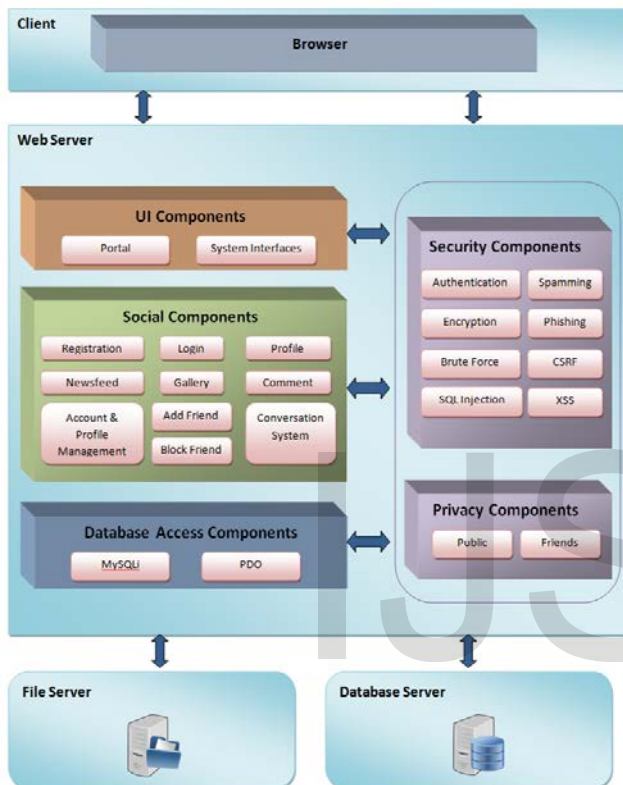 Client
Browser
Web Server
UI Components
Portal
System Interfaces
Social Components
Registration
Login
Profile
Newsfeed
Gallery
Comment
Account &
Profile
Management
Add Friend
Block Friend
Conversation
System
Database Access Components
MySQLi
PDO
Security Components
Authentication
Spamming
Encryption
Phishing
Brute Force
CSRF
SQL Injection
XSS
Privacy Components
Public
Friends
IJS
File Server
Database Server